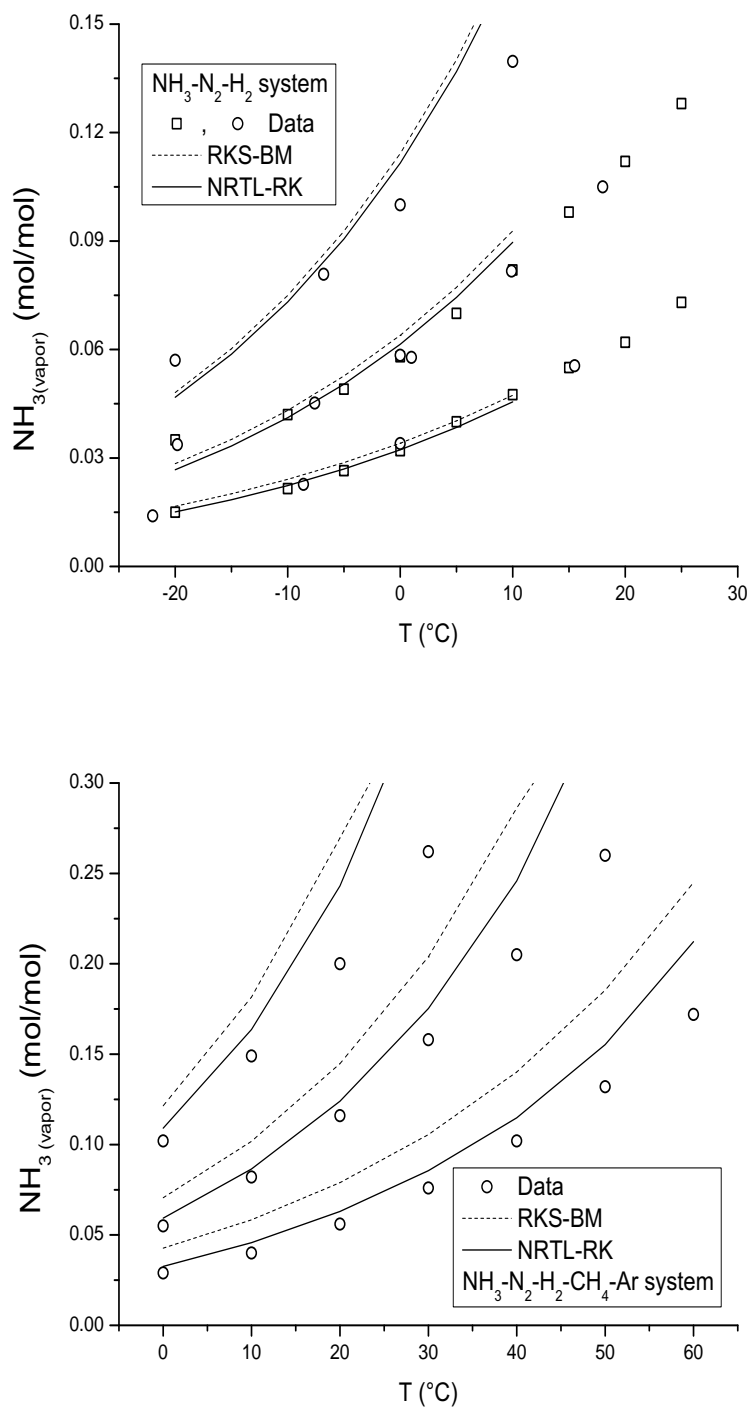 0.15
0.12
0.09
0.06
0.03
0.00
NH3(vapor) (mol/mol)
NH3-N2-H2 system
, Data
RKS-BM
NRTL-RK
-20 -10 0 10 20 30
T (°C)
0.30
0.25
0.20
0.15
0.10
0.05
0.00
NH3 (vapor) (mol/mol)
Data
RKS-BM
NRTL-RK
NH3-N2-H2-CH4-Ar system
0 10 20 30 40 50 60
T (°C)